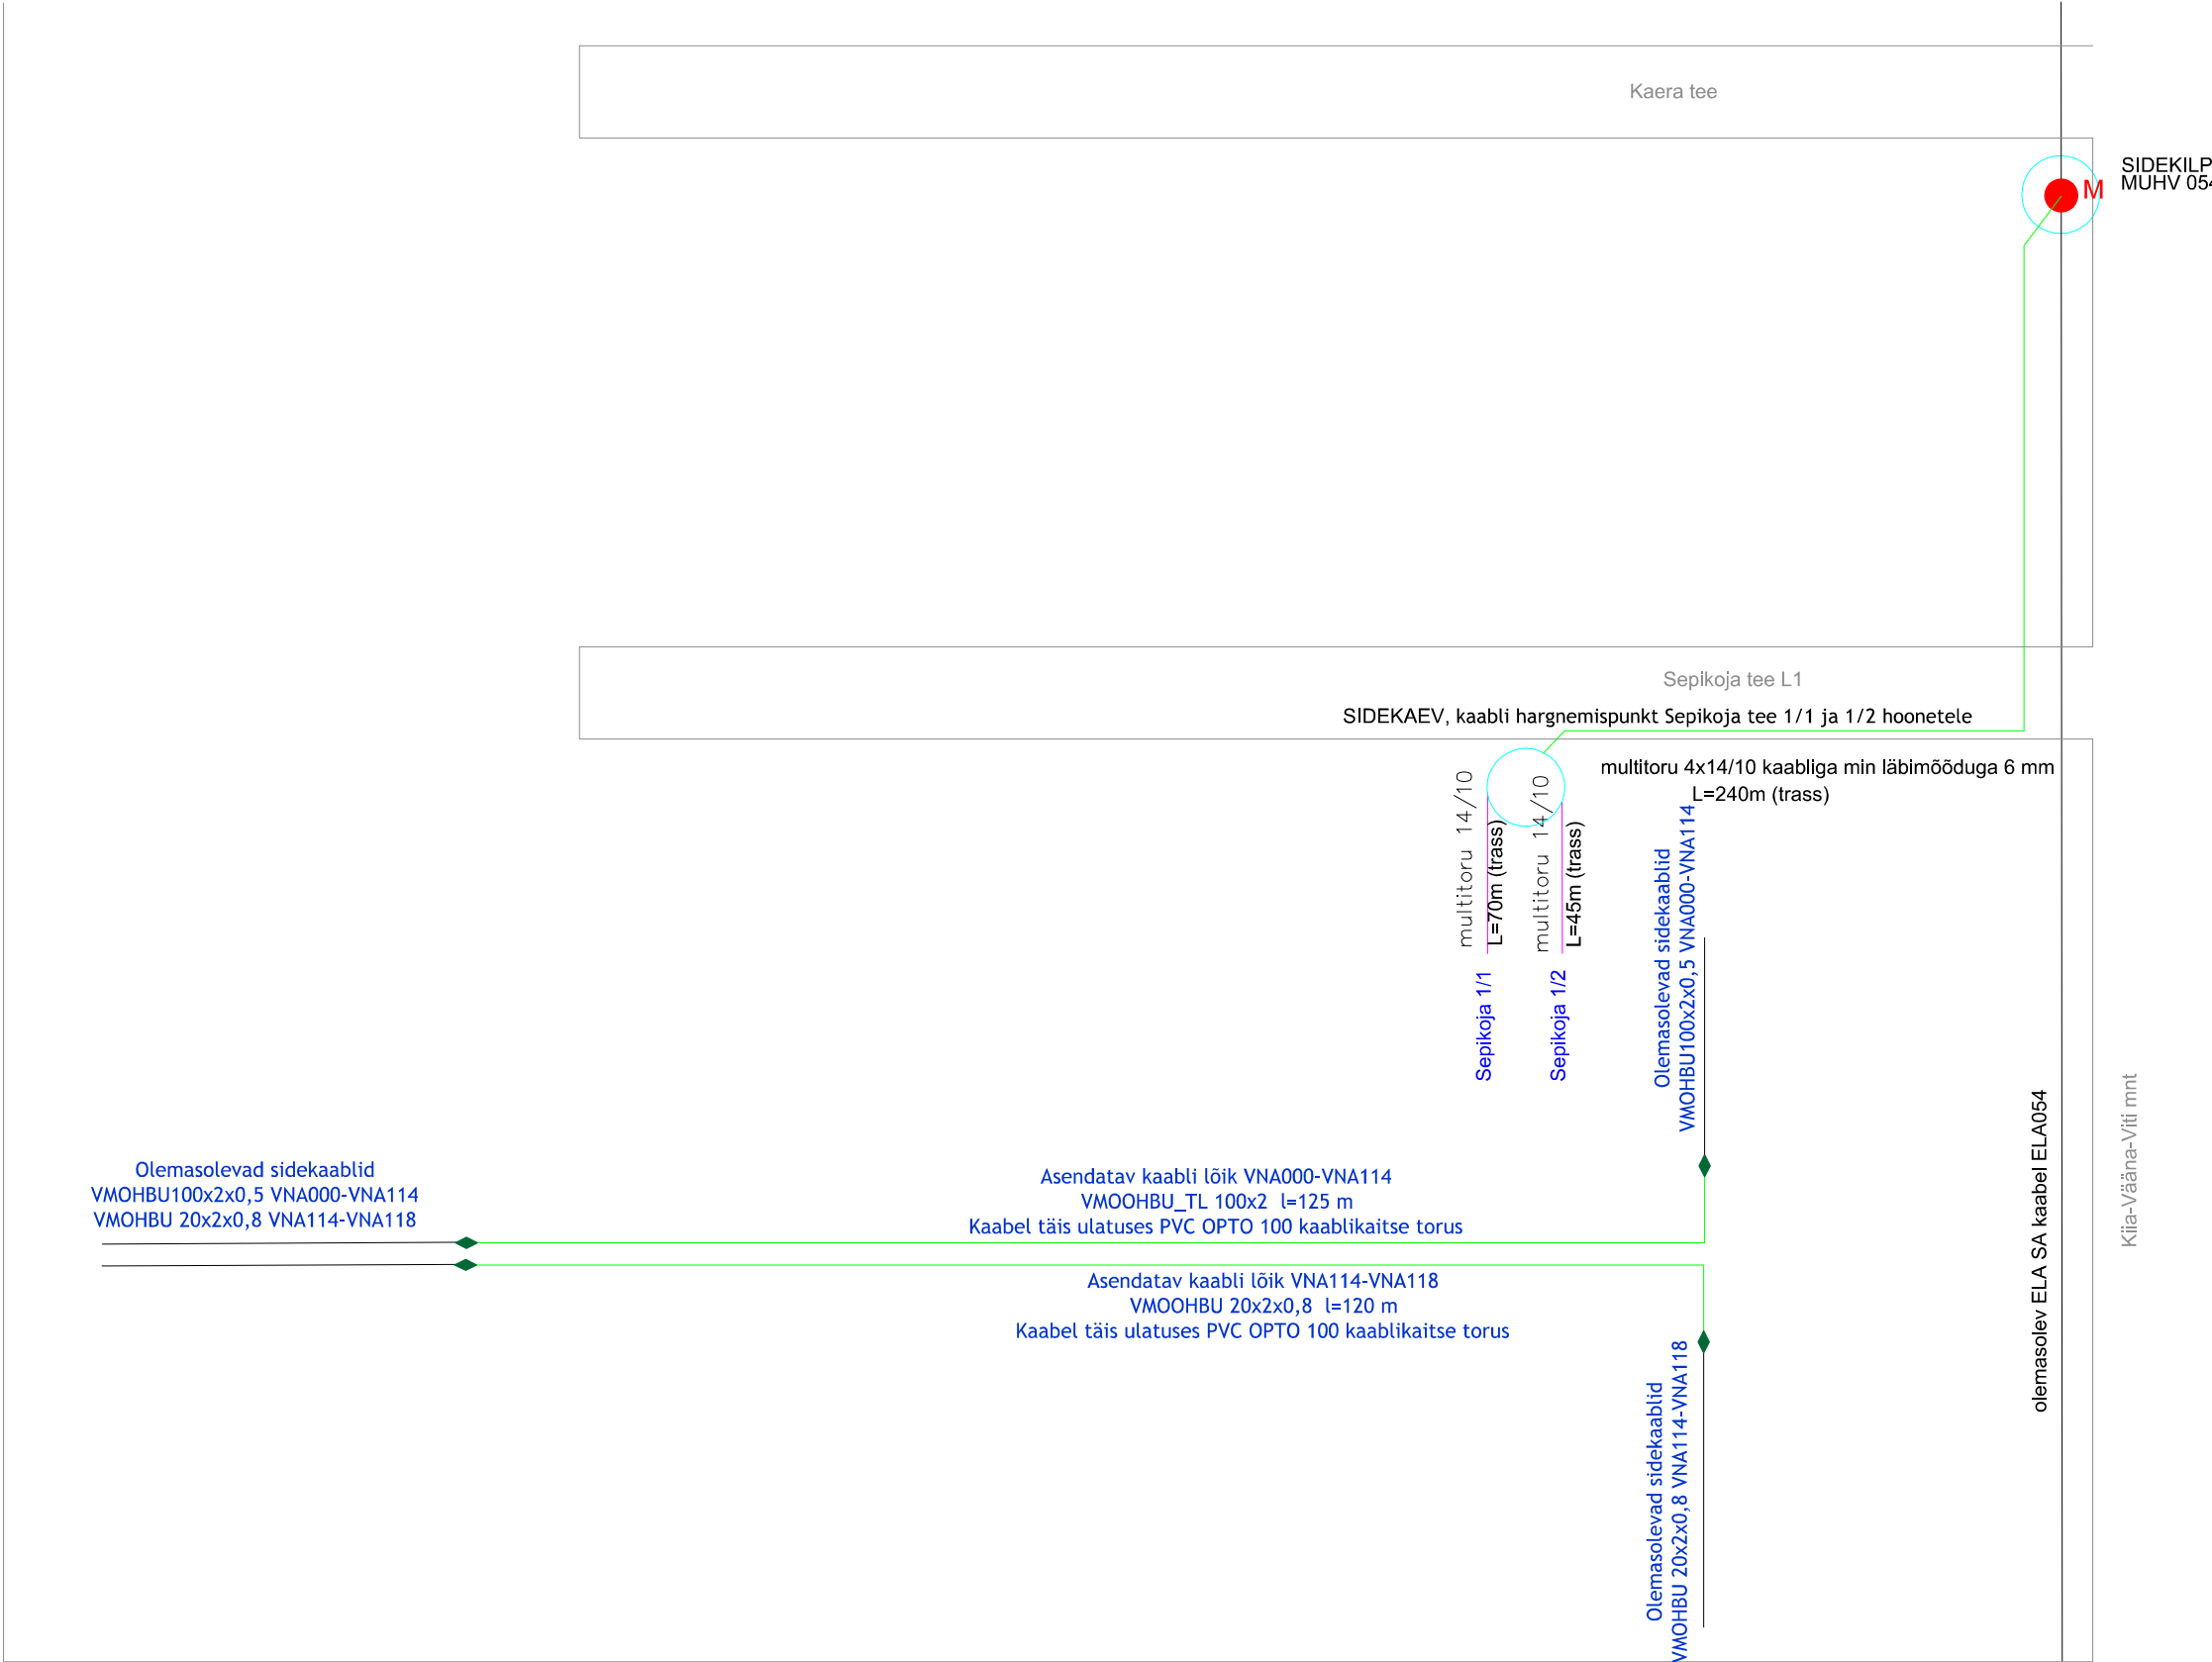 Kaera tee
SIDEKILP
MUHV 054
M
Sepikoja tee L1
SIDEKAEV, kaabli hargnemispunkt Sepikoja tee 1/1 ja 1/2 hoonetele
multitoru 4x14/10 kaabliga min läbimõõduga 6 mm
L=240m (trass)
multitoru 14/10
L=70m (trass)
multitoru 14/10
L=45m (trass)
Sepikoja 1/1
Sepikoja 1/2
Olemasolevad sidekaablid
VMOHBU100x2x0,5 VNA000-VNA114
Olemasolevad sidekaablid
VMOHBU100x2x0,5 VNA000-VNA114
VMOHBU 20x2x0,8 VNA114-VNA118
Asendatav kaabli lõik VNA000-VNA114
VMOOHBU_TL 100x2 l=125 m
Kaabel täis ulatuses PVC OPTO 100 kaablikaitse torus
Asendatav kaabli lõik VNA114-VNA118
VMOOHBU 20x2x0,8 l=120 m
Kaabel täis ulatuses PVC OPTO 100 kaablikaitse torus
Olemasolevad sidekaablid
VMOHBU 20x2x0,8 VNA114-VNA118
olemasolev ELA SA kaabel ELA054
Kiia-Vääna-Viti mnt